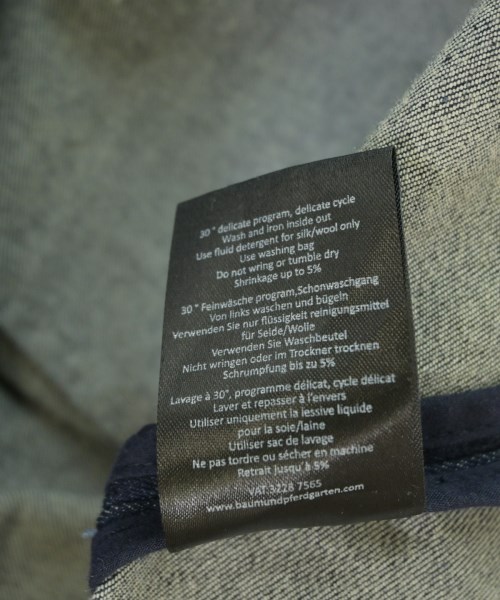 30 ° delicate program, delicate cycle
Wash and iron inside out
Use fluid detergent for silk/wool only
Use washing bag
Do not wring or tumble dry
Shrinkage up to 5%
30 ° Feinwäsche program,Schonwaschgang
Von links waschen und bügeln
Verwenden Sie nur flüssigkeit reinigungsmittel
für Seide/Wolle
Verwenden Sie Waschbeutel
Nicht wringen oder im Trockner trocknen
Schrumpfung bis zu 5%
Lavage à 30°, programme délicat, cycle délicat
Laver et repasser à l'envers
Utiliser uniquement la lessive liquide
pour la soie/laine
Utiliser sac de lavage
Ne pas tordre ou sécher en machine
Retrait jusqu'à 5%
VAT 3228 7565
www.baumundpferdgarten.com